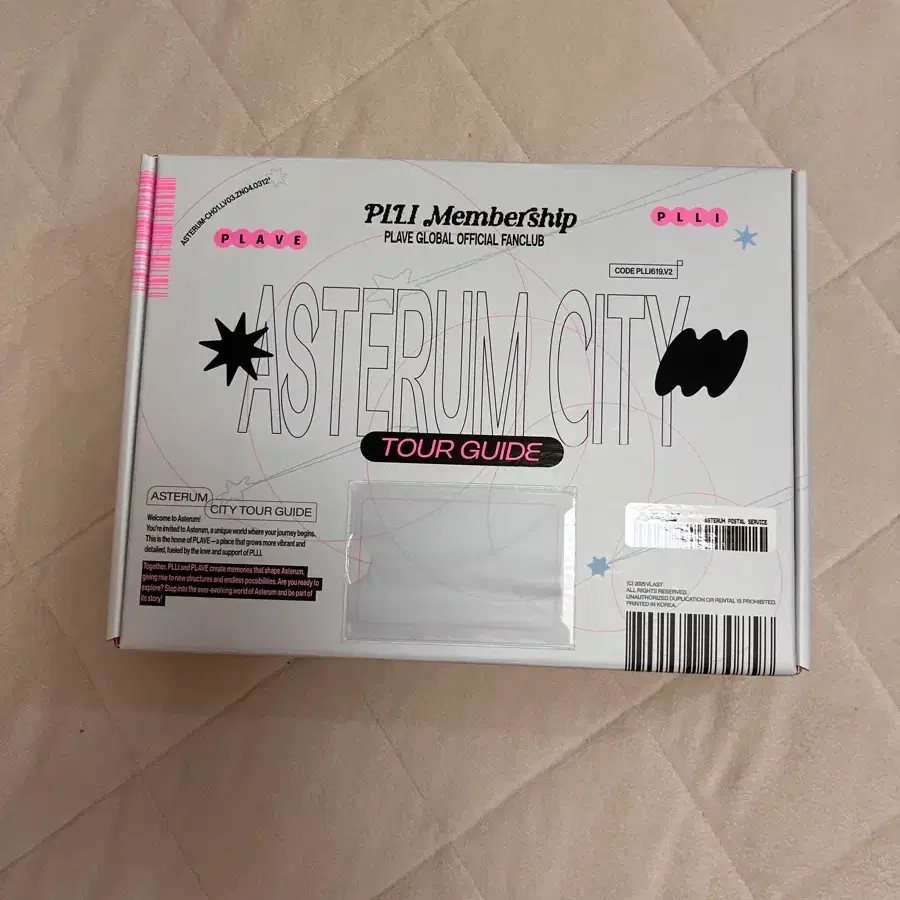 ASTERUM-CH01.LV03.ZN04.0312°
PLAVE
PLLI Membership
PLAVE GLOBAL OFFICIAL FANCLUB
PLLI
CODE PLLI619.V2
ASTERUM CITY
TOUR GUIDE
ASTERUM
CITY TOUR GUIDE
Welcome to Asterum!
You're invited to Asterum, a unique world where your journey begins.
This is the home of PLAVE—a place that grows more vibrant and
detailed, fueled by the love and support of PLLI.
Together, PLLI and PLAVE create memories that shape Asterum,
giving rise to new structures and endless possibilities. Are you ready to
explore? Step into the ever-evolving world of Asterum and be part of
its story!
ASTERUM POSTAL SERVICE
(C) 2025 VLAST
ALL RIGHTS RESERVED.
UNAUTHORIZED DUPLICATION OR RENTAL IS PROHIBITED.
PRINTED IN KOREA